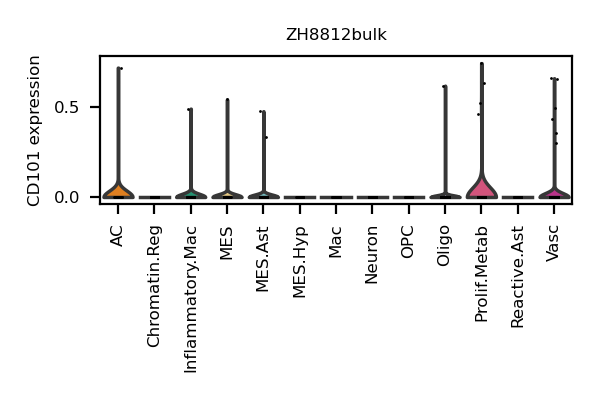 ZH8812bulk
CD101 expression
0.5
0.0
AC
Chromatin.Reg
Inflammatory.Mac
MES
MES.Ast
MES.Hyp
Mac
Neuron
OPC
Oligo
Prolif.Metab
Reactive.Ast
Vasc